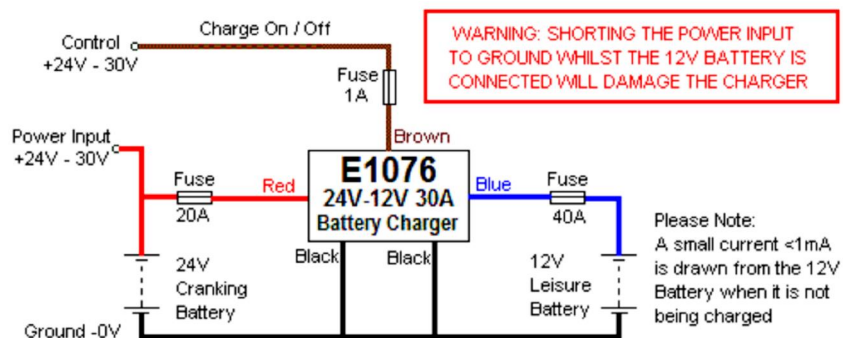 Control
+24V - 30V
Charge On / Off
Fuse
1A
WARNING: SHORTING THE POWER INPUT
TO GROUND WHILST THE 12V BATTERY IS
CONNECTED WILL DAMAGE THE CHARGER
Brown
Power Input
+24V - 30V
Fuse
20A
Red
E1076
24V-12V 30A
Battery Charger
Blue
Fuse
40A
Black
Black
24V
Cranking
Battery
12V
Leisure
Battery
Please Note:
A small current <1mA
is drawn from the 12V
Battery when it is not
being charged
Ground -0V